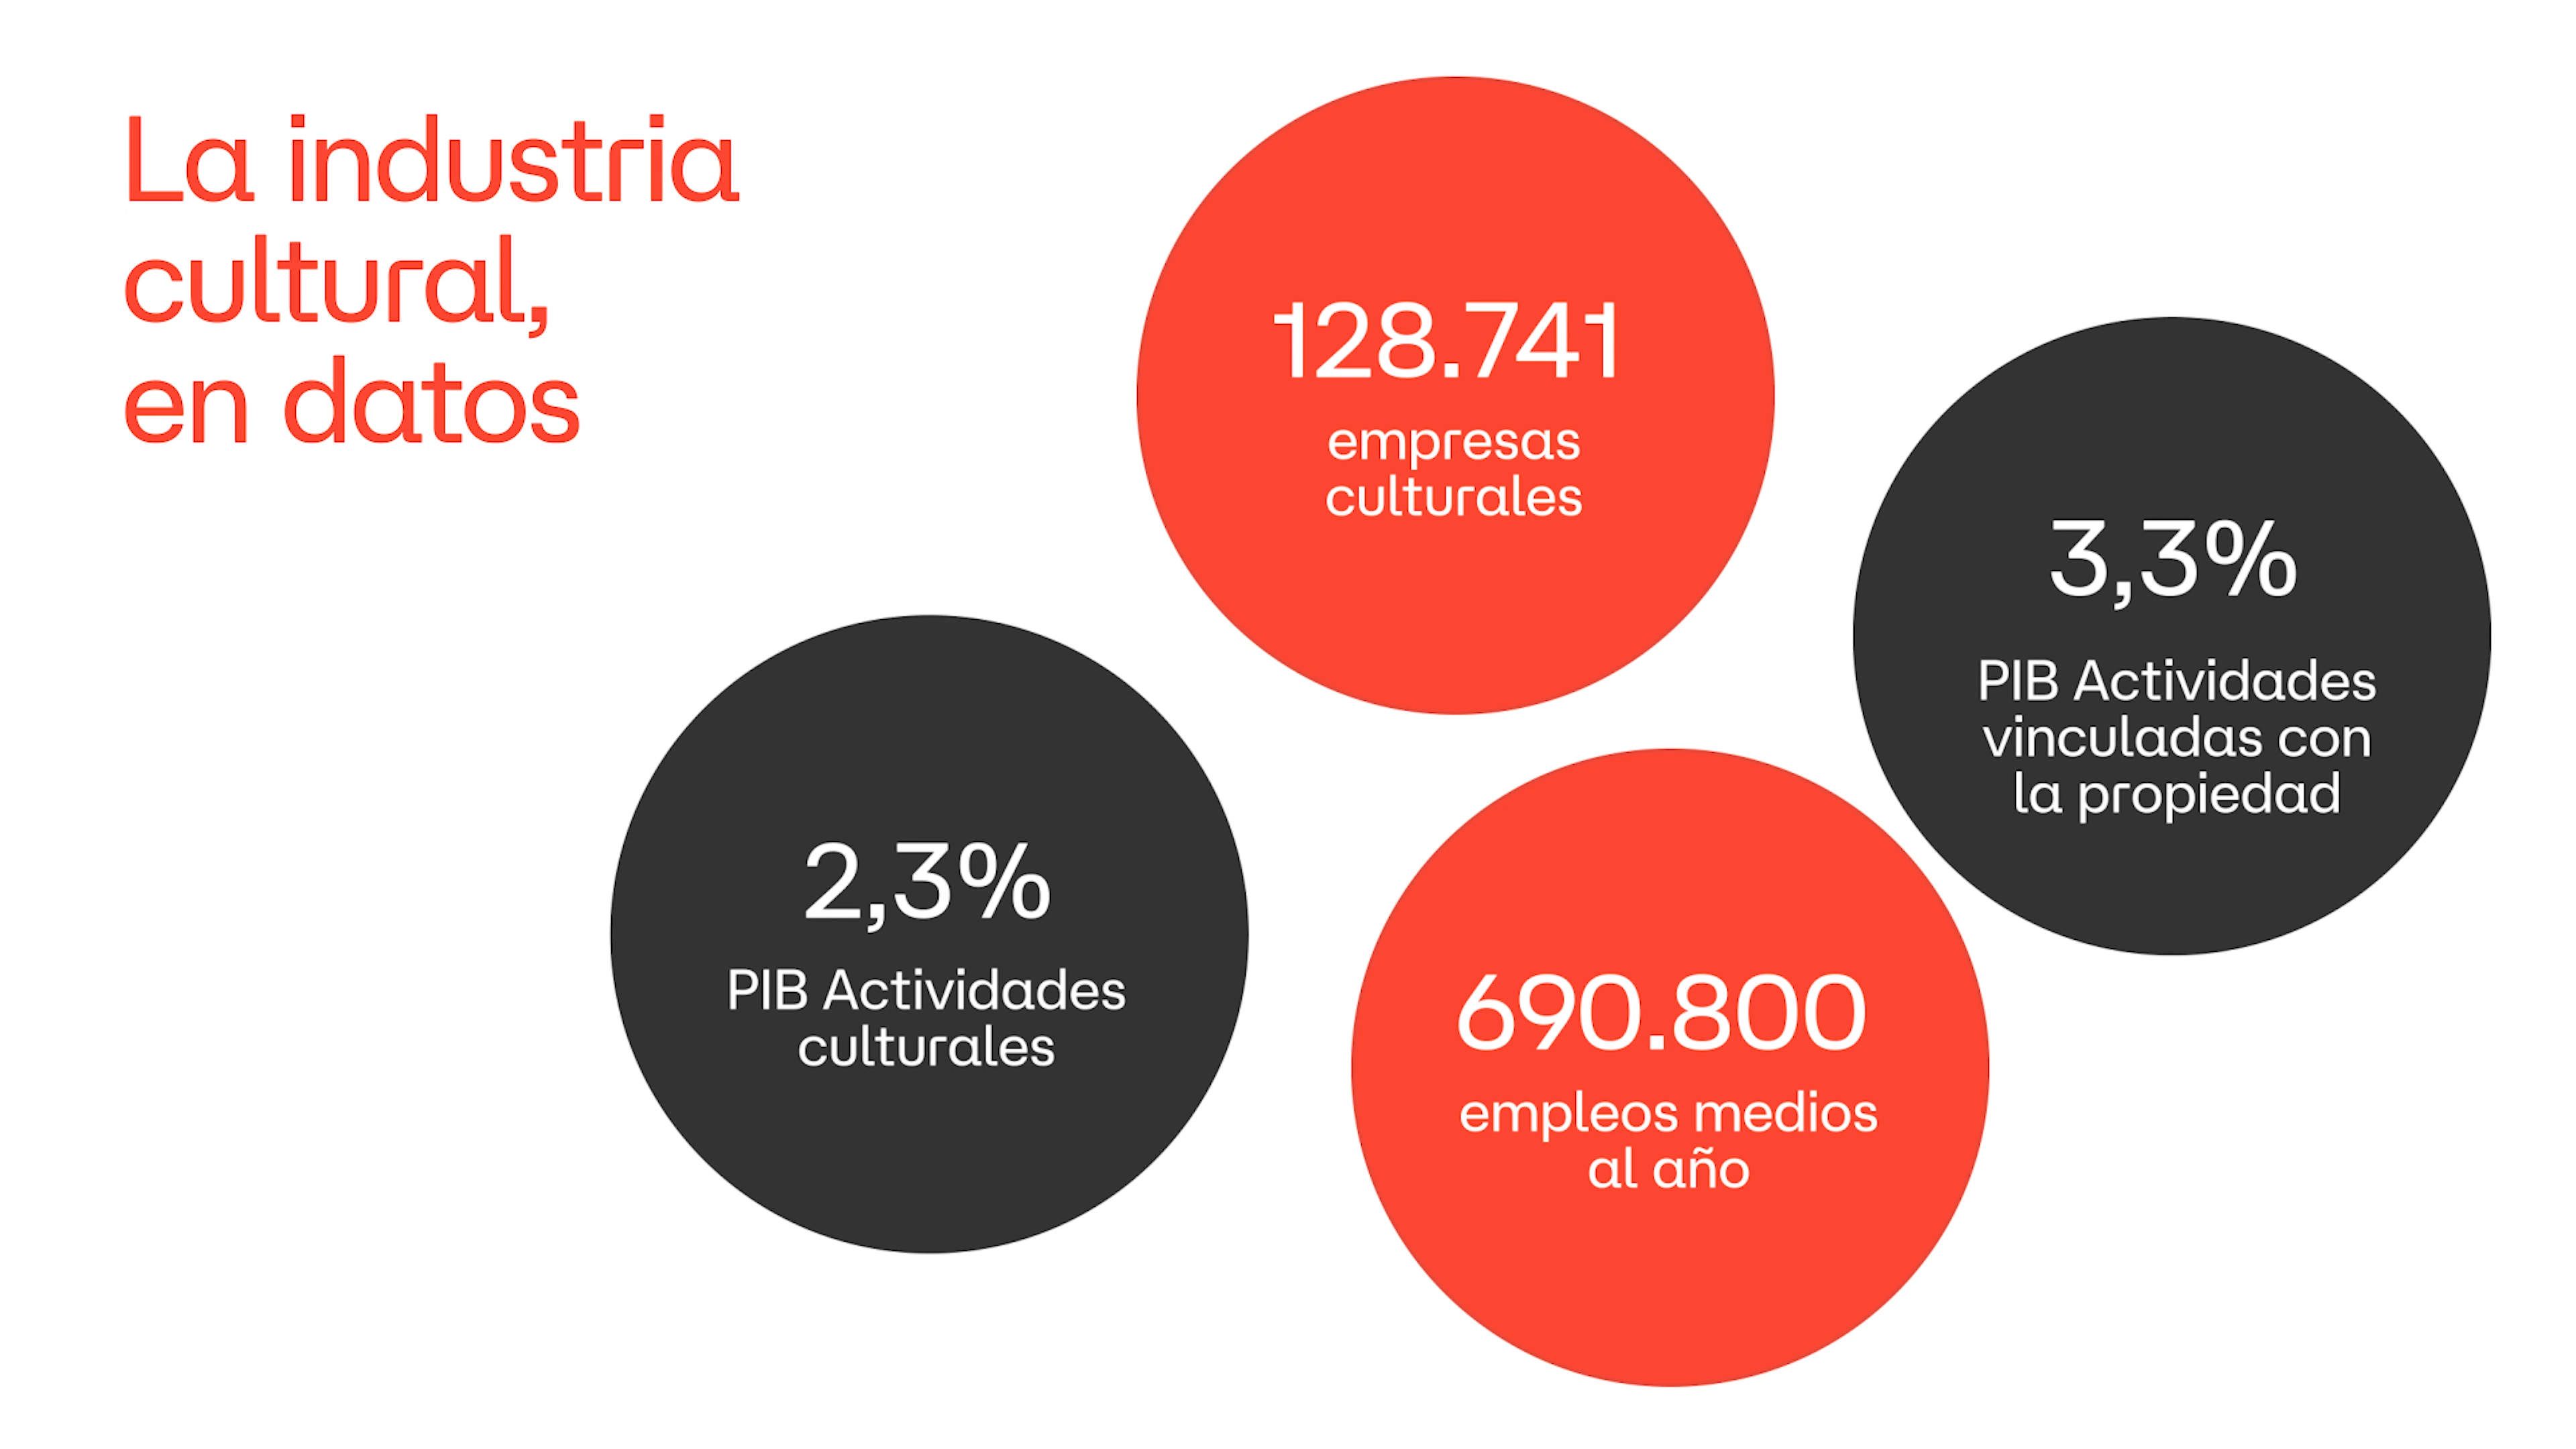 La industria
cultural,
en datos
128.741
empresas
culturales
3,3%
PIB Actividades
vinculadas con
la propiedad
2,3%
PIB Actividades
culturales
690.800
empleos medios
al año